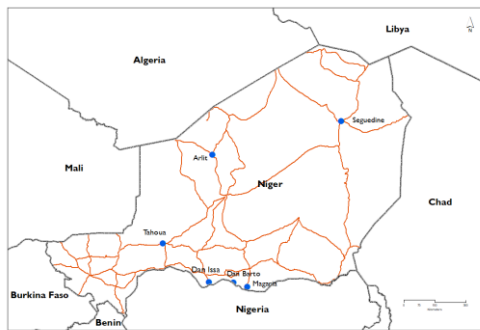 Libya
N
Algeria
Seguedine
Arlit
Mali
Niger
Chad
Tahoua
Dan Issa
Dan Barto
Magaria
Burkina Faso
Nigeria
Benin